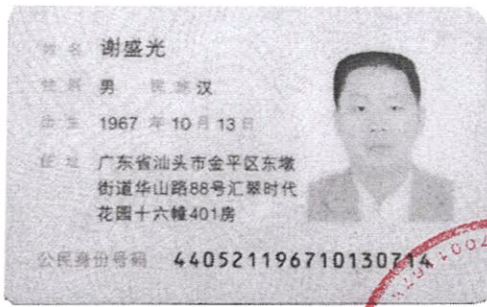 姓名 谢盛光
性别 男 民族 汉
出生 1967 年 10 月 13 日
住址 广东省汕头市金平区东墩
街道华山路88号汇翠时代
花园十六幢401房
公民身份号码 440521196710130714